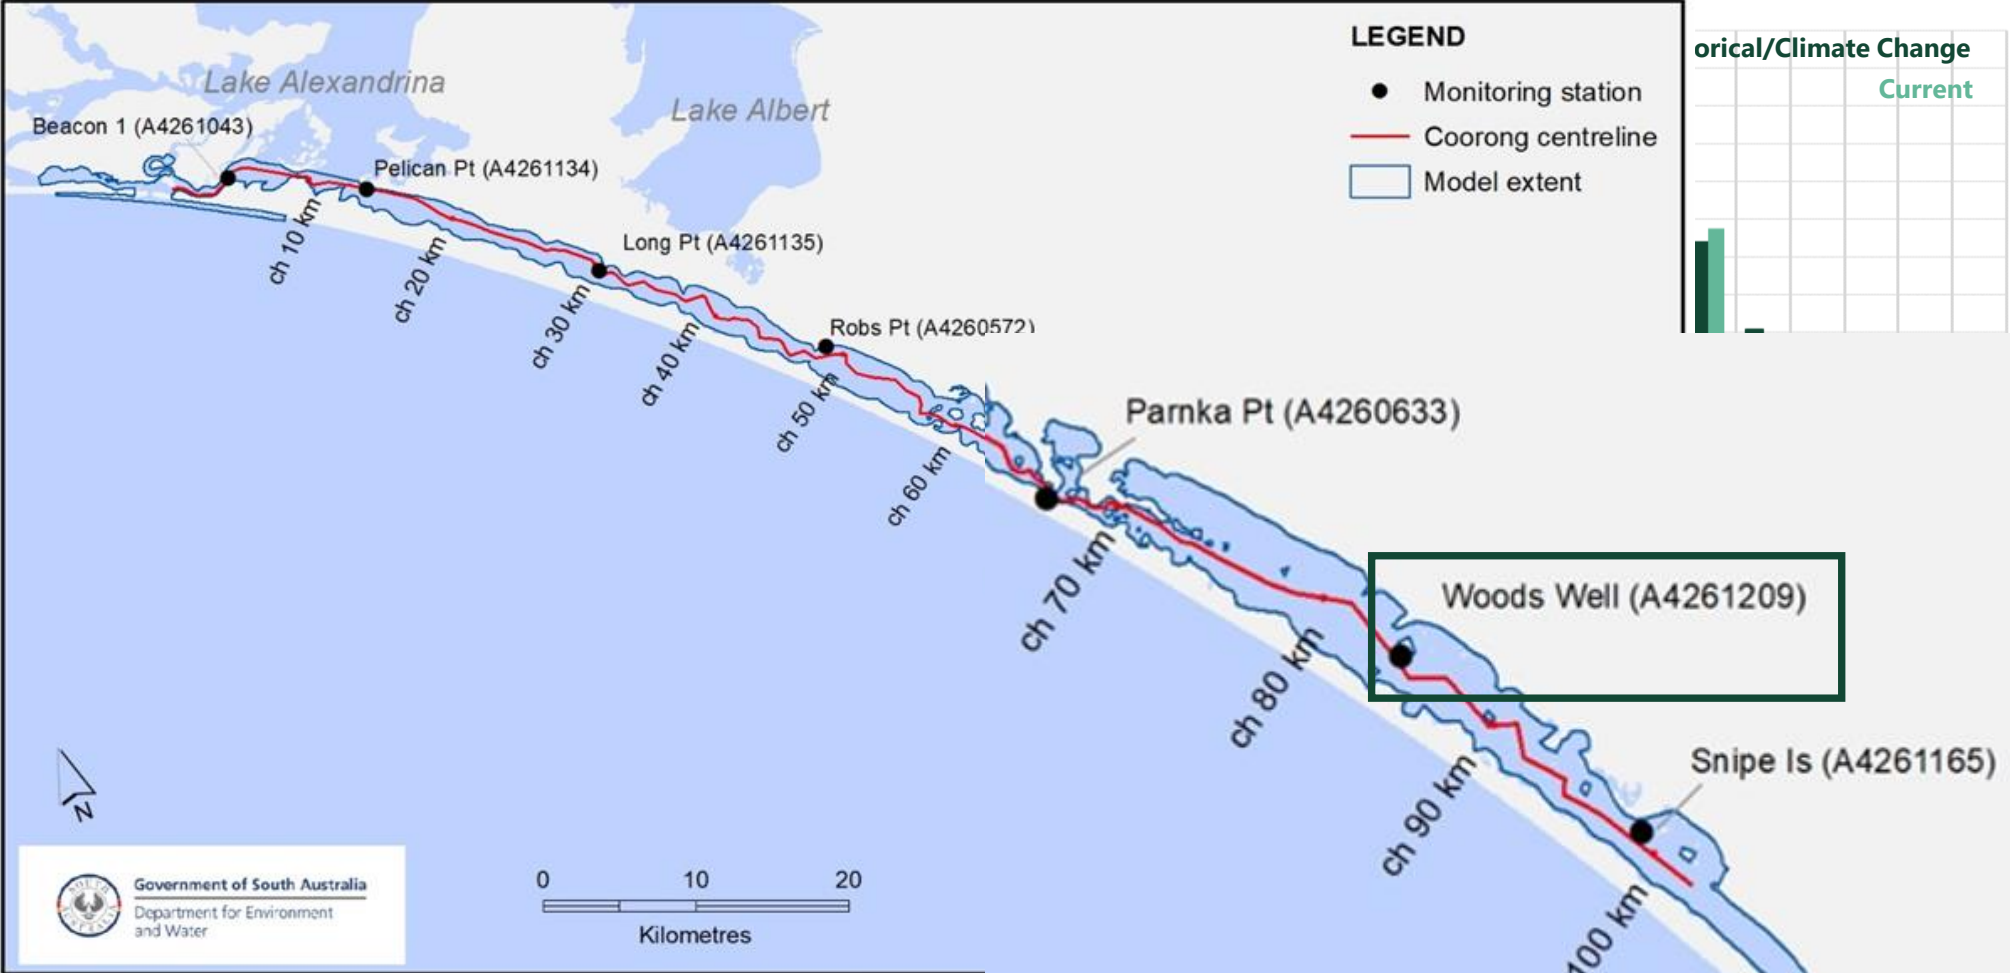 LEGEND
Monitoring station
Coorong centreline
Model extent
orical/Climate Change
Current
Lake Alexandrina
Lake Albert
Beacon 1 (A4261043)
Pelican Pt (A4261134)
Long Pt (A4261135)
Robs Pt (A4260572)
Parnka Pt (A4260633)
Woods Well (A4261209)
Snipe Is (A4261165)
ch 10 km
ch 20 km
ch 30 km
ch 40 km
ch 50 km
ch 60 km
ch 70 km
ch 80 km
ch 90 km
100 km
N
Government of South Australia
Department for Environment
and Water
0 10 20
Kilometres